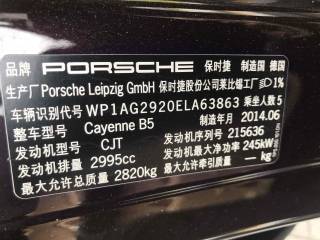 品牌 PORSCHE 保时捷 制造国 德国
生产厂 Porsche Leipzig GmbH 保时捷股份公司莱比锡工厂 1%
车辆识别代号 WP1AG2920ELA63863 乘坐人数 5
整车型号 Cayenne B5 制造年月 2014.06
发动机型号 CJT 发动机序列号 215636
发动机排量 2995cc 发动机最大净功率 245kW
最大允许总质量 2820kg 最大允许牵引质量 — kg